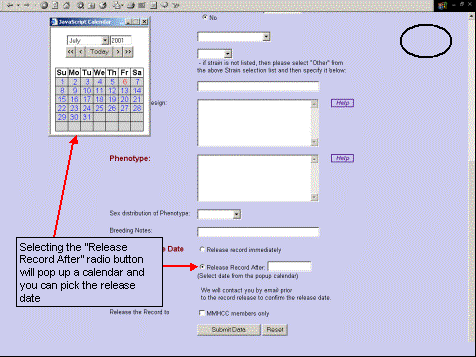 JavaScript Calendar
No
July 2001
<< < Today > >>
Su Mo Tu We Th Fr Sa
1 2 3 4 5 6 7
8 9 10 11 12 13 14
15 16 17 18 19 20 21
22 23 24 25 26 27 28
29 30 31
- if strain is not listed, then please select "Other" from
the above Strain selection list and then specify it below:
esign:
Help
Phenotype:
Help
Sex distribution of Phenotype:
Breeding Notes:
Selecting the "Release
Record After" radio button
will pop up a calendar and
you can pick the release
date
e Date
Release record immediately
Release Record After:
(Select date from the popup calendar)
We will contact you by email prior
to the record release to confirm the release date.
Release the Record to
MMHCC members only
Submit Data
Reset